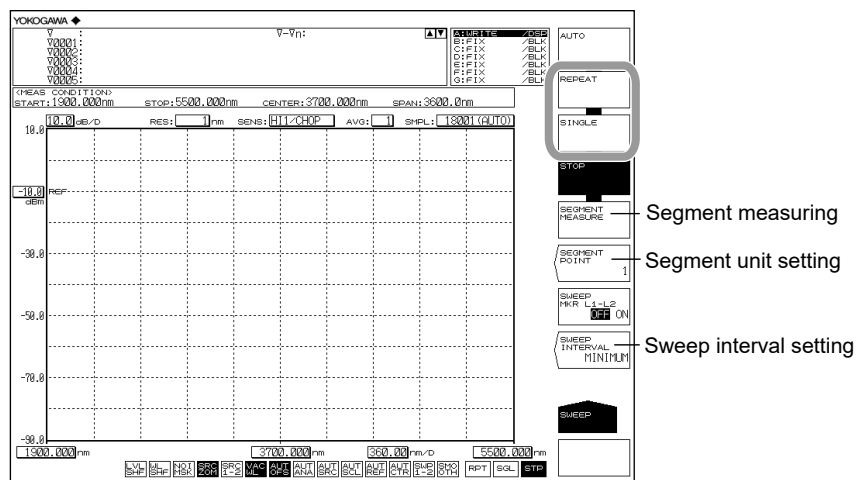 YOKOGAWA ◆
∇ :
∇0001:
∇0002:
∇0003:
∇0004:
∇0005:
∇-∇n:
▲▼
A:WRITE /DSP
B:FIX /BLK
C:FIX /BLK
D:FIX /BLK
E:FIX /BLK
F:FIX /BLK
G:FIX /BLK
<MEAS CONDITION>
START:1900.000nm STOP:5500.000nm CENTER:3700.000nm SPAN:3600.0nm
10.0 dB/D RES: 1 nm SENS: HI1/CHOP AVG: 1 SMPL: 18001(AUTO)
10.0
-10.0 REF
dBm
-30.0
-50.0
-70.0
-90.0
1900.000 nm 3700.000 nm 360.00 nm/D 5500.000 nm
LVL SHF
WL SHF
NOI MSK
SRC ZOM
SRC 1-2
VAC WL
AUT OFS
AUT ANA
AUT SRC
AUT SCL
AUT REF
AUT CTR
SWP 1-2
SMO OTH
RPT
SGL
STP
AUTO
REPEAT
SINGLE
STOP
SEGMENT
MEASURE
Segment measuring
SEGMENT
POINT
1
Segment unit setting
SWEEP
MKR L1-L2
OFF ON
SWEEP
INTERVAL
MINIMUM
Sweep interval setting
SWEEP